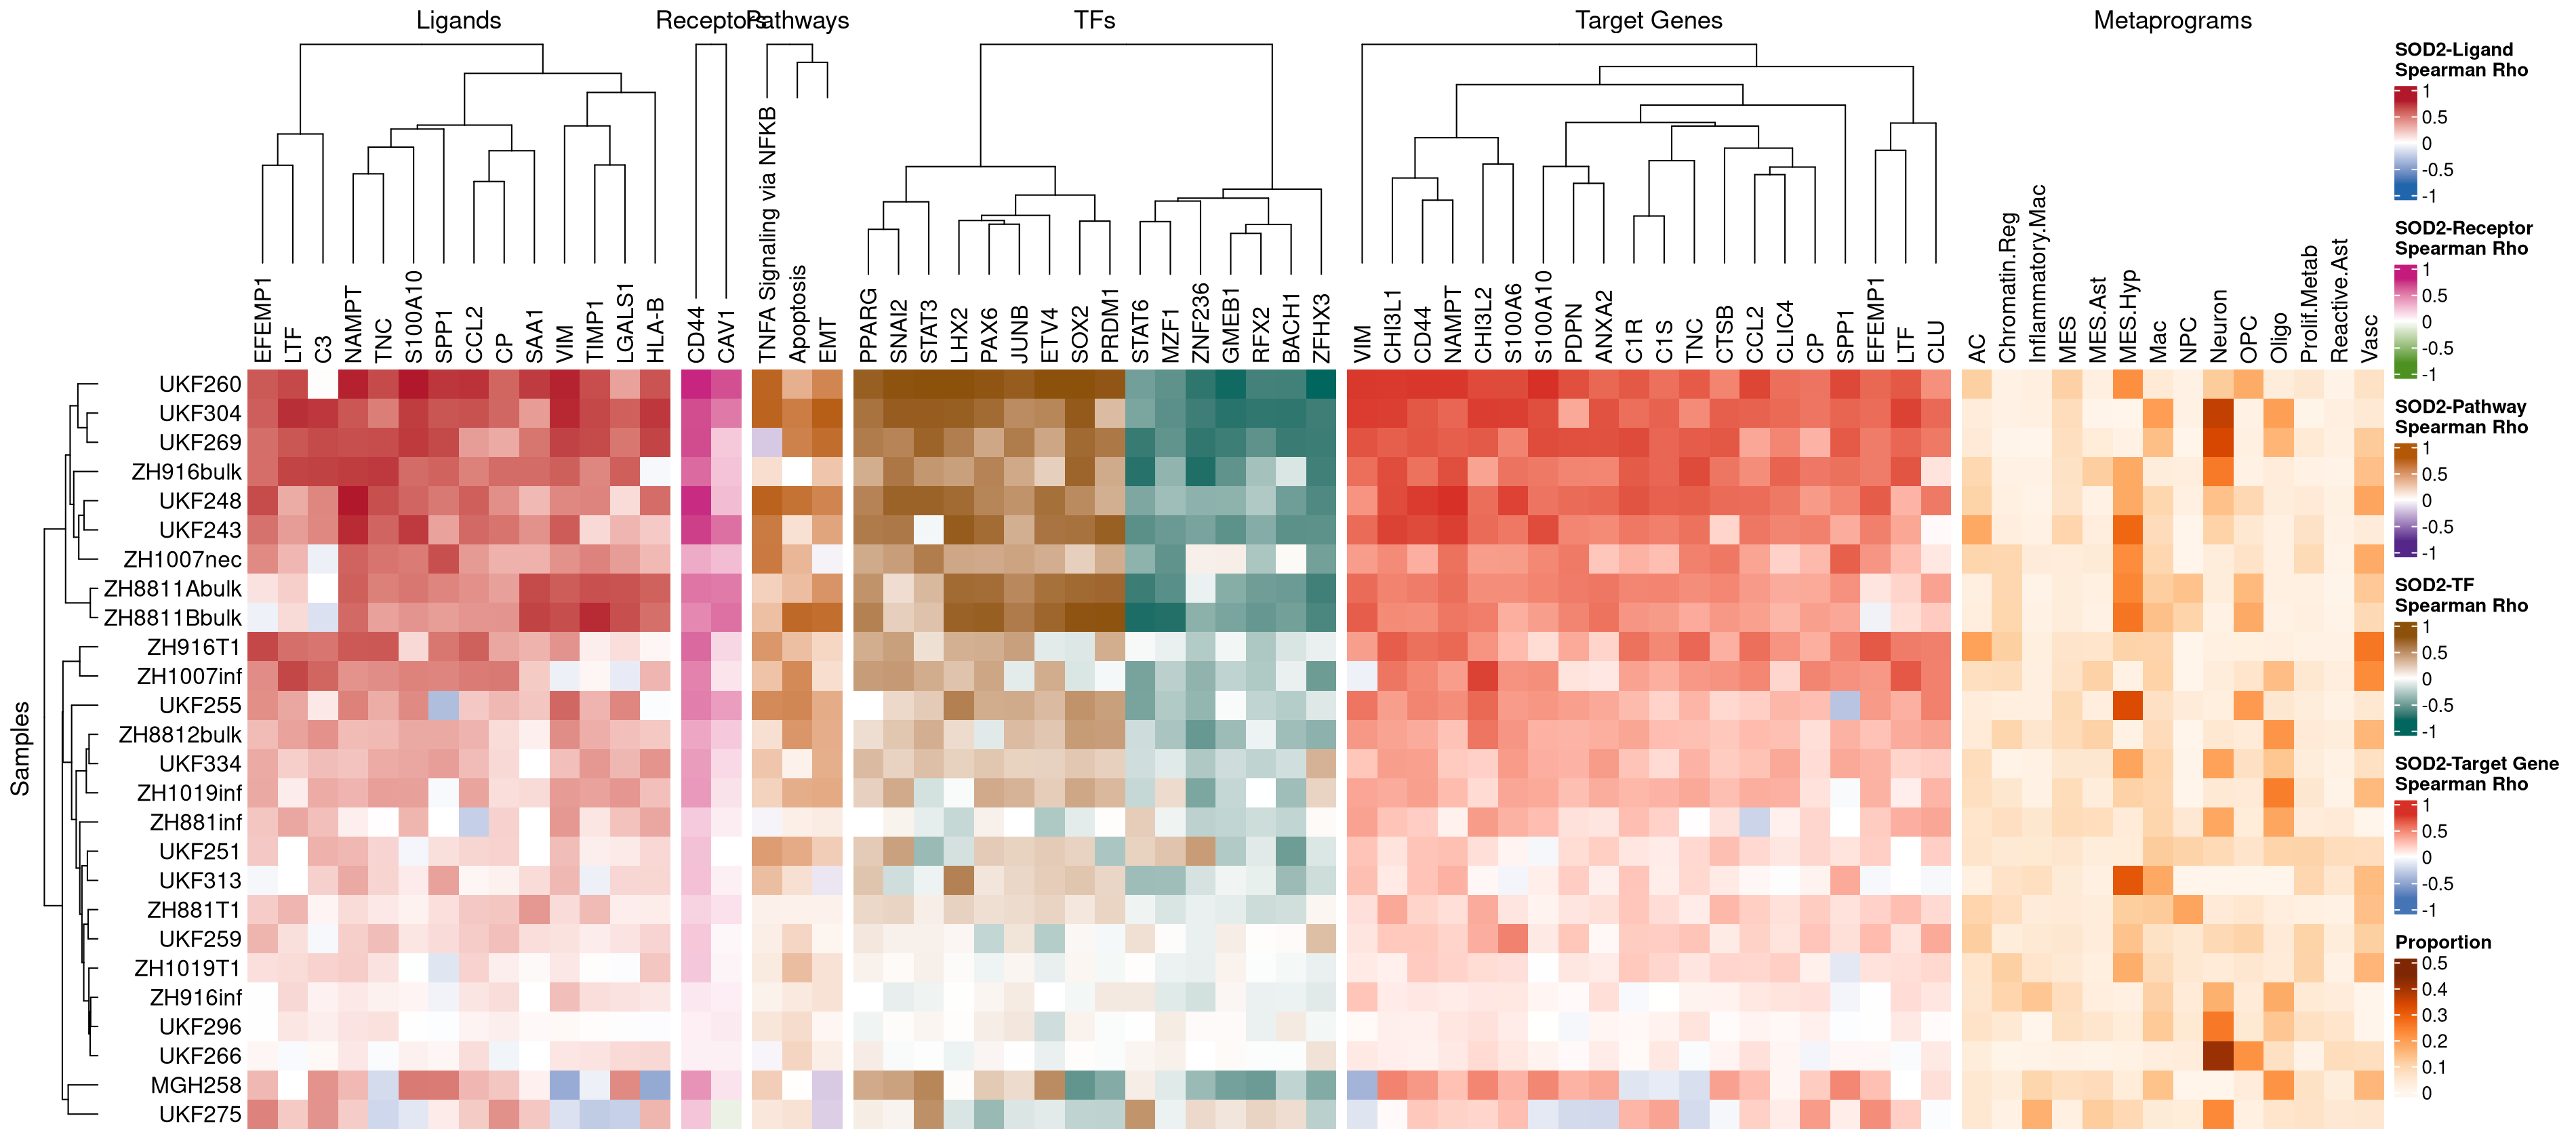 Ligands
Receptors
Pathways
TFs
Target Genes
Metaprograms
EFEMP1
LTF
C3
NAMPT
TNC
S100A10
SPP1
CCL2
CP
SAA1
VIM
TIMP1
LGALS1
HLA-B
CD44
CAV1
TNFA Signaling via NFKB
Apoptosis
EMT
PPARG
SNAI2
STAT3
LHX2
PAX6
JUNB
ETV4
SOX2
PRDM1
STAT6
MZF1
ZNF236
GMEB1
RFX2
BACH1
ZFHX3
VIM
CHI3L1
CD44
NAMPT
CHI3L2
S100A6
S100A10
PDPN
ANXA2
C1R
C1S
TNC
CTSB
CCL2
CLIC4
CP
SPP1
EFEMP1
LTF
CLU
AC
Chromatin.Reg
Inflammatory.Mac
MES
MES.Ast
MES.Hyp
Mac
NPC
Neuron
OPC
Oligo
Prolif.Metab
Reactive.Ast
Vasc
Samples
UKF260
UKF304
UKF269
ZH916bulk
UKF248
UKF243
ZH1007nec
ZH8811Abulk
ZH8811Bbulk
ZH916T1
ZH1007inf
UKF255
ZH8812bulk
UKF334
ZH1019inf
ZH881inf
UKF251
UKF313
ZH881T1
UKF259
ZH1019T1
ZH916inf
UKF296
UKF266
MGH258
UKF275
SOD2-Ligand
Spearman Rho
1
0.5
0
-0.5
-1
SOD2-Receptor
Spearman Rho
1
0.5
0
-0.5
-1
SOD2-Pathway
Spearman Rho
1
0.5
0
-0.5
-1
SOD2-TF
Spearman Rho
1
0.5
0
-0.5
-1
SOD2-Target Gene
Spearman Rho
1
0.5
0
-0.5
-1
Proportion
0.5
0.4
0.3
0.2
0.1
0